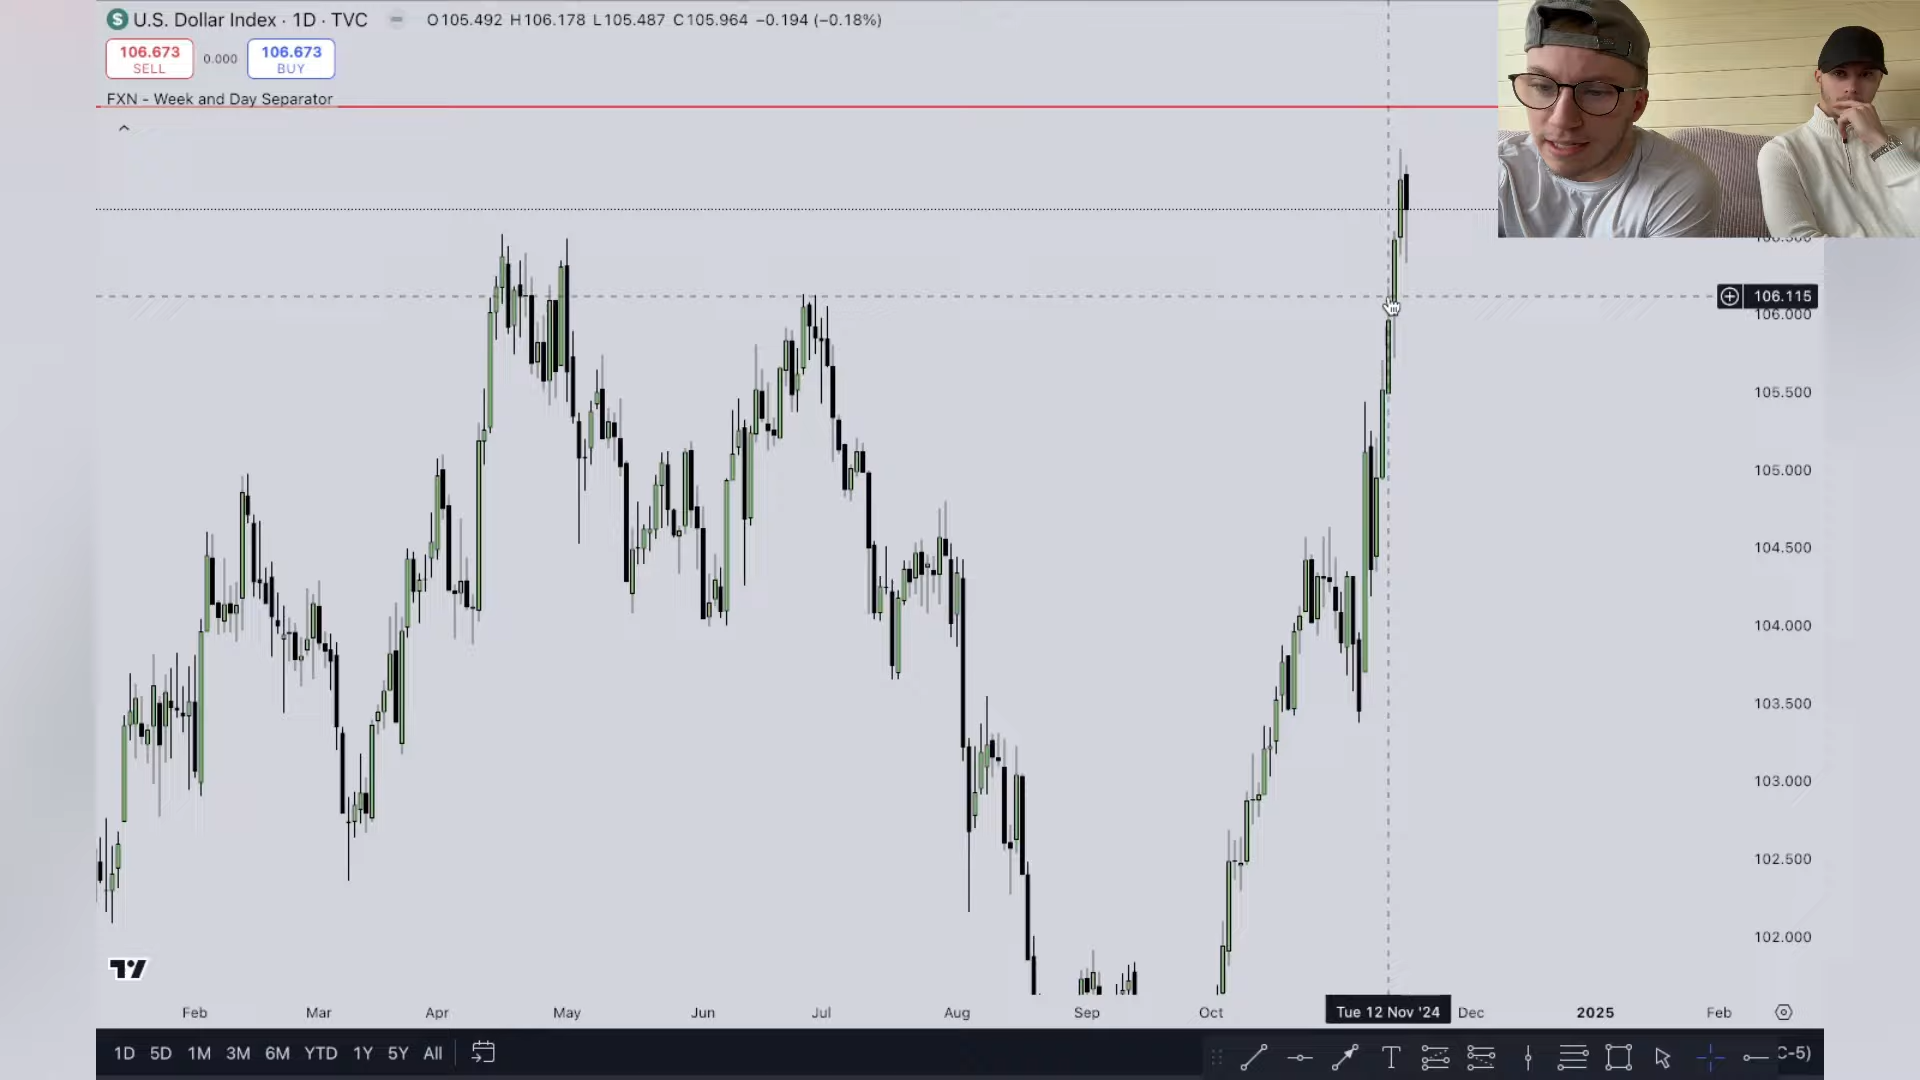 U.S. Dollar Index · 1D · TVC O105.492 H106.178 L105.487 C105.964 −0.194 (−0.18%)
106.673 SELL 0.000 106.673 BUY
FXN - Week and Day Separator
106.115
106.000
105.500
105.000
104.500
104.000
103.500
103.000
102.500
102.000
Feb Mar Apr May Jun Jul Aug Sep Oct Tue 12 Nov '24 Dec 2025 Feb
1D 5D 1M 3M 6M YTD 1Y 5Y All C-5)